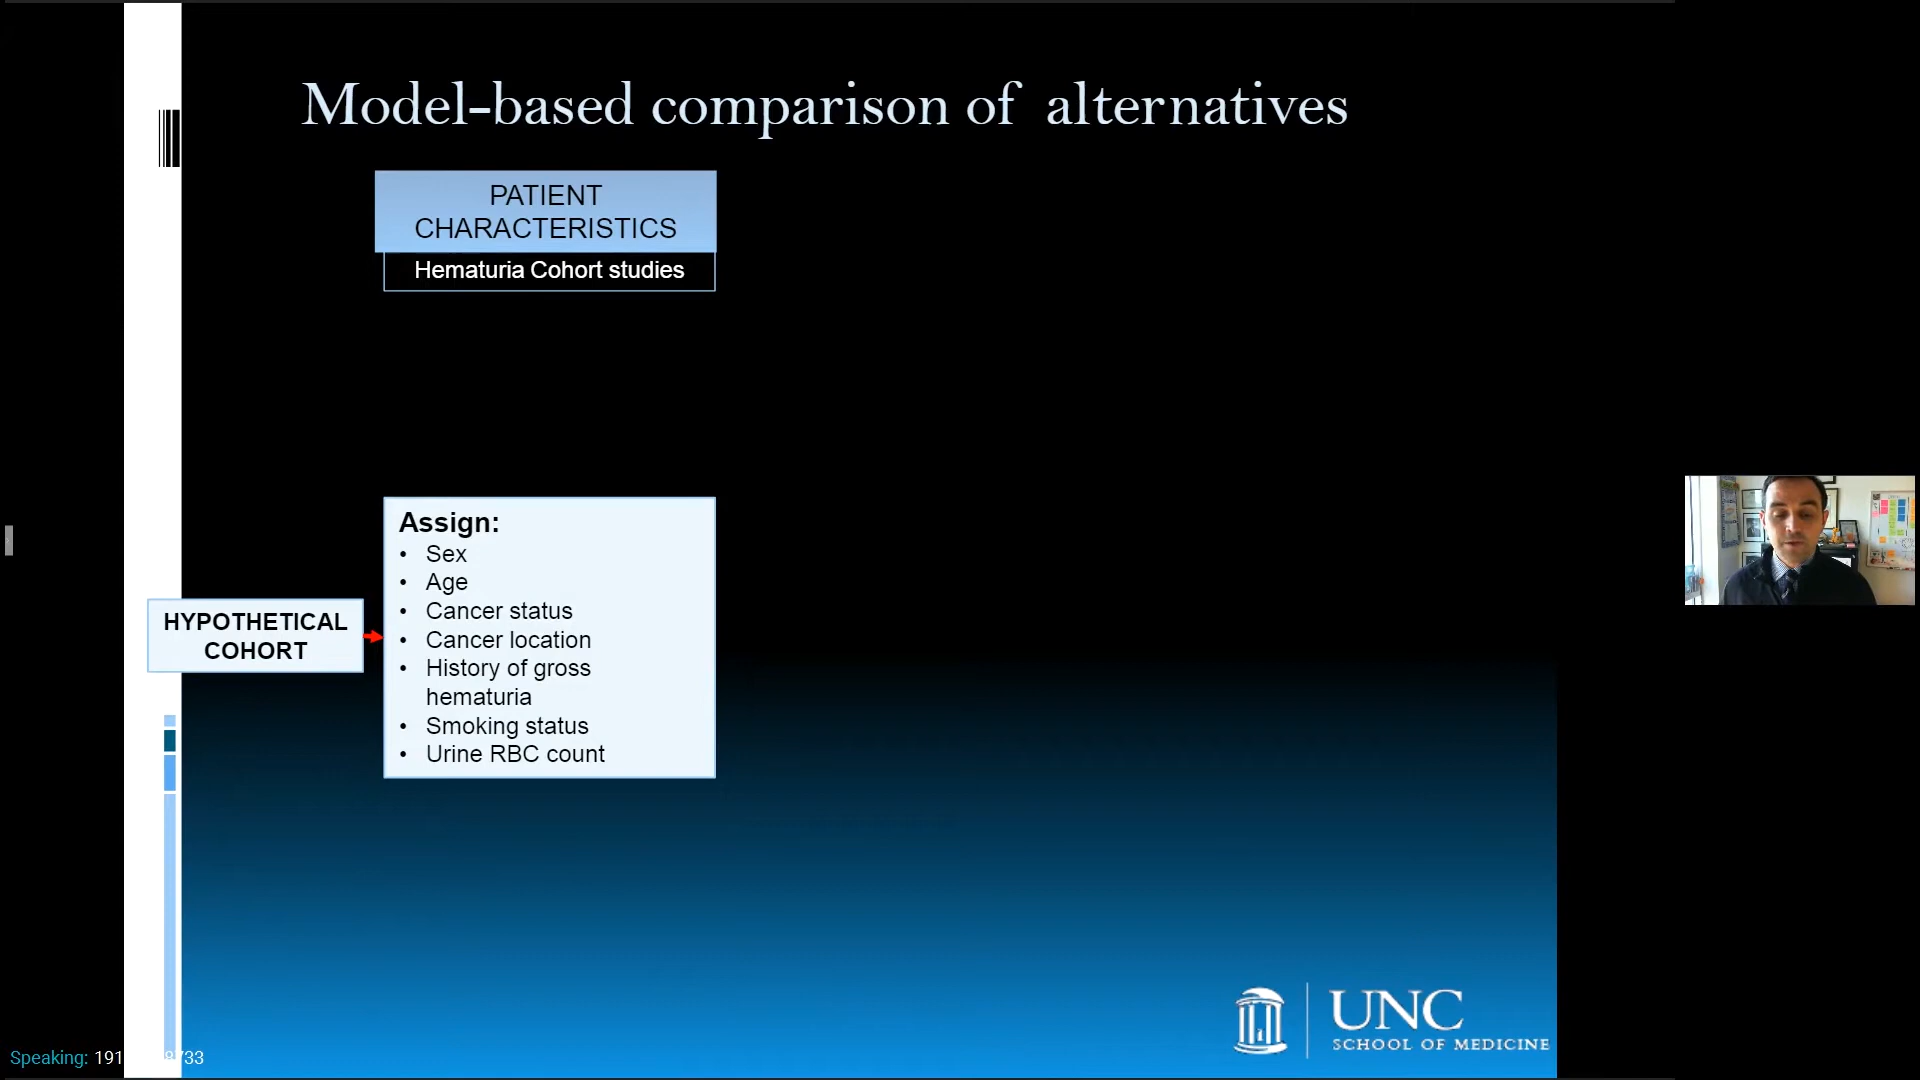 Model-based comparison of alternatives
PATIENT
CHARACTERISTICS
Hematuria Cohort studies
HYPOTHETICAL
COHORT
Assign:
• Sex
• Age
• Cancer status
• Cancer location
• History of gross
hematuria
• Smoking status
• Urine RBC count
UNC
SCHOOL OF MEDICINE
Speaking: